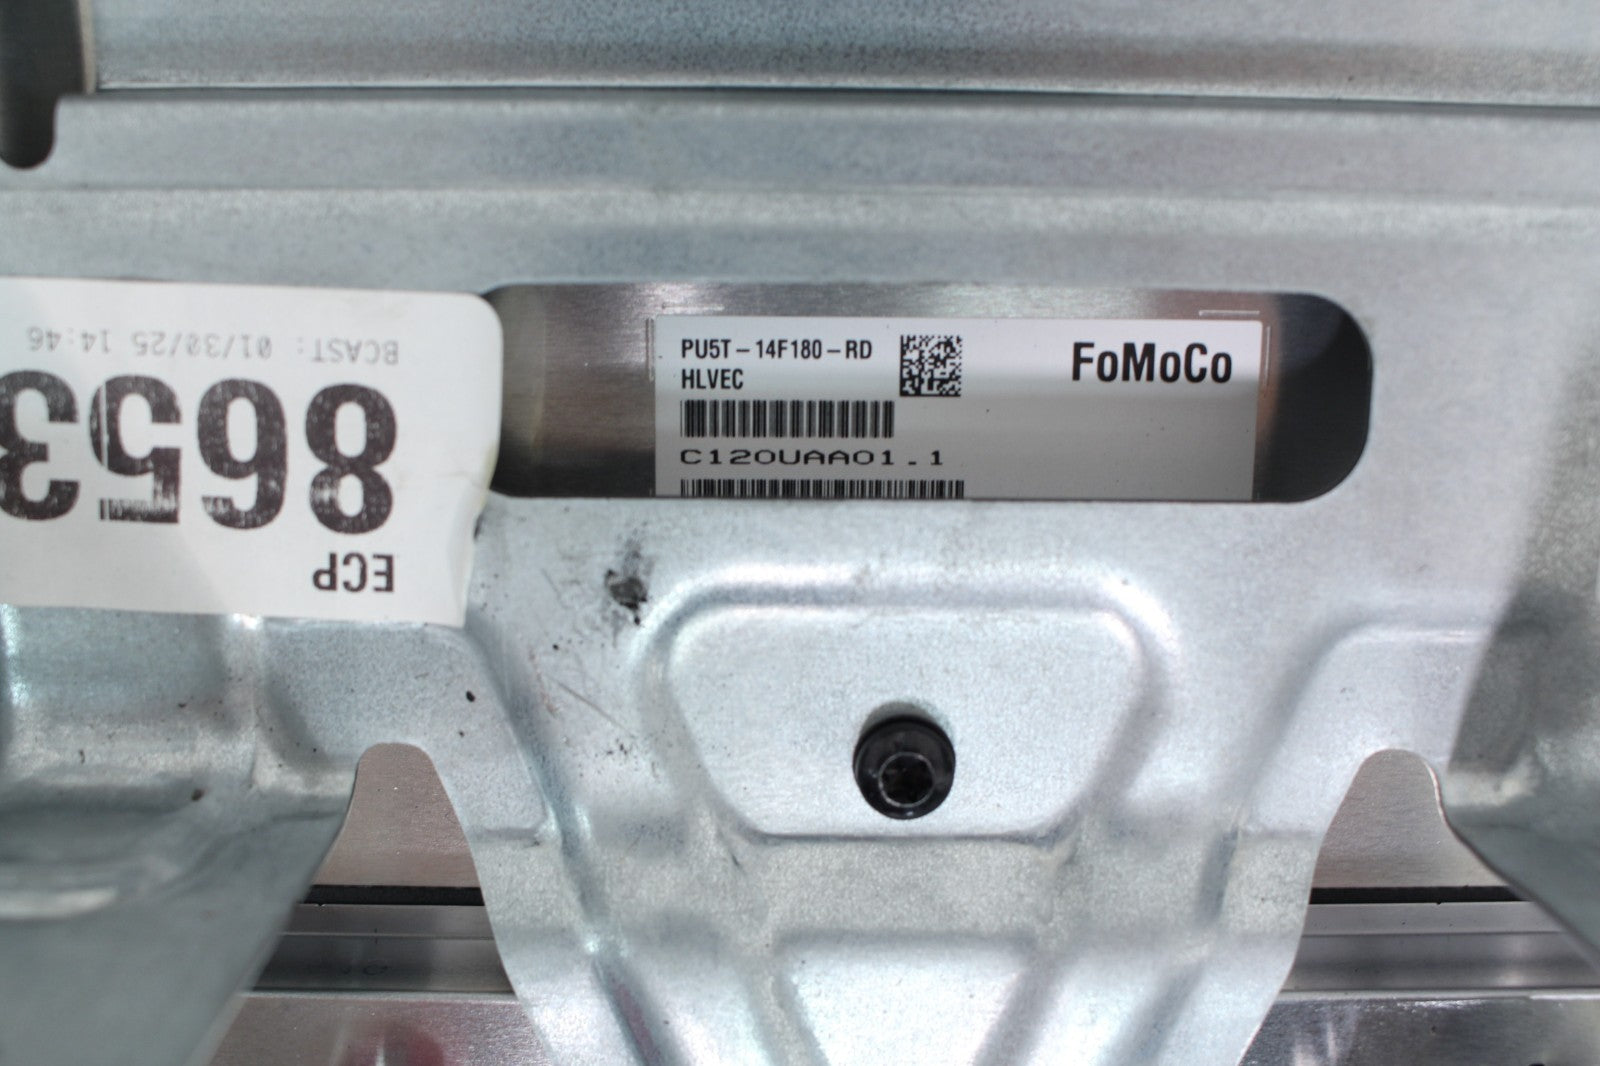 PU5T-14F180-RD
HLVEC
FoMoCo
C120UAA01.1
ECP
8653
BCAST: 01/30/25 14:46